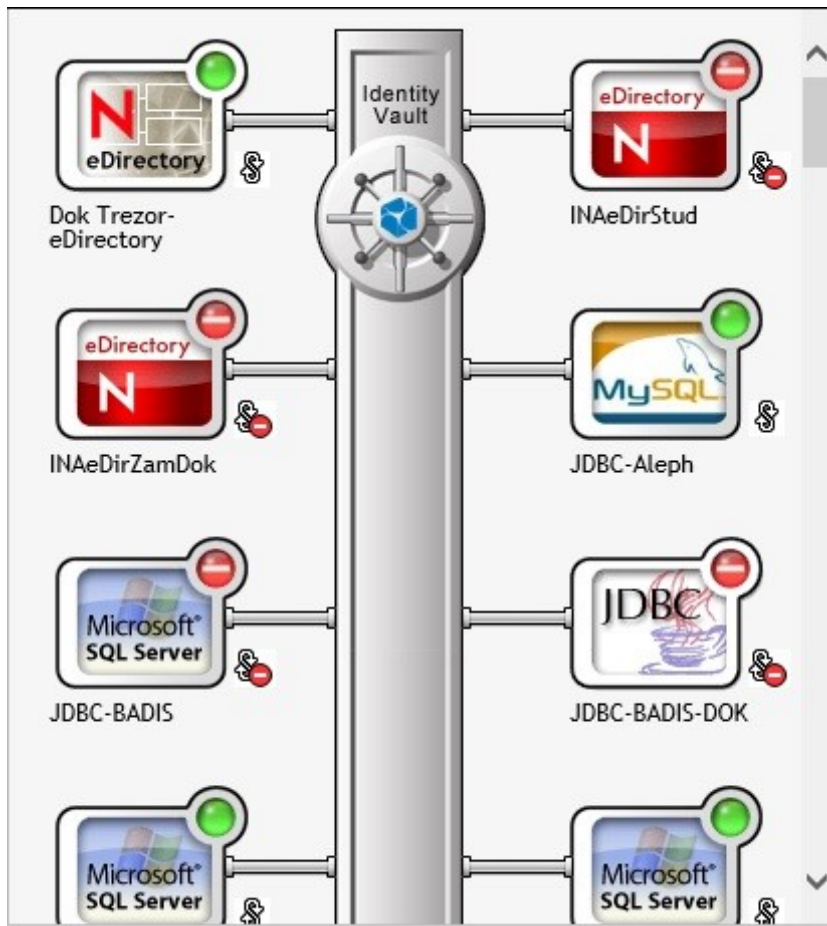 Identity
Vault
N
eDirectory
Dok Trezor-
eDirectory
eDirectory
N
INAeDirStud
eDirectory
N
INAeDirZamDok
MySQL
JDBC-Aleph
Microsoft®
SQL Server
JDBC-BADIS
JDBC
JDBC-BADIS-DOK
Microsoft®
SQL Server
Microsoft®
SQL Server